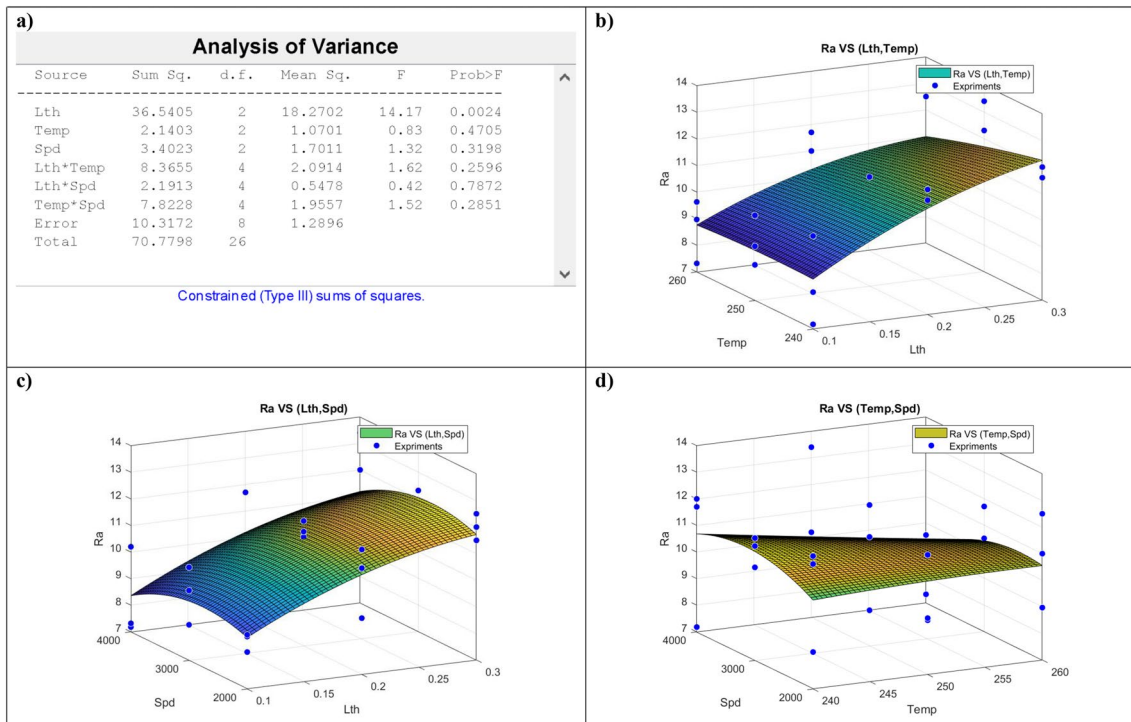 a)
Analysis of Variance
Source Sum Sq. d.f. Mean Sq. F Prob>F
Lth 36.5405 2 18.2702 14.17 0.0024
Temp 2.1403 2 1.0701 0.83 0.4705
Spd 3.4023 2 1.7011 1.32 0.3198
Lth*Temp 8.3655 4 2.0914 1.62 0.2596
Lth*Spd 2.1913 4 0.5478 0.42 0.7872
Temp*Spd 7.8228 4 1.9557 1.52 0.2851
Error 10.3172 8 1.2896
Total 70.7798 26
Constrained (Type III) sums of squares.
b)
Ra VS (Lth,Temp)
Ra VS (Lth,Temp)
Expriments
14
13
12
11
10
9
8
7
Ra
260
250
240
Temp
0.1
0.15
0.2
0.25
0.3
Lth
c)
Ra VS (Lth,Spd)
Ra VS (Lth,Spd)
Expriments
14
13
12
11
10
9
8
7
Ra
4000
3000
2000
Spd
0.1
0.15
0.2
0.25
0.3
Lth
d)
Ra VS (Temp,Spd)
Ra VS (Temp,Spd)
Expriments
14
13
12
11
10
9
8
7
Ra
4000
3000
2000
Spd
240
245
250
255
260
Temp